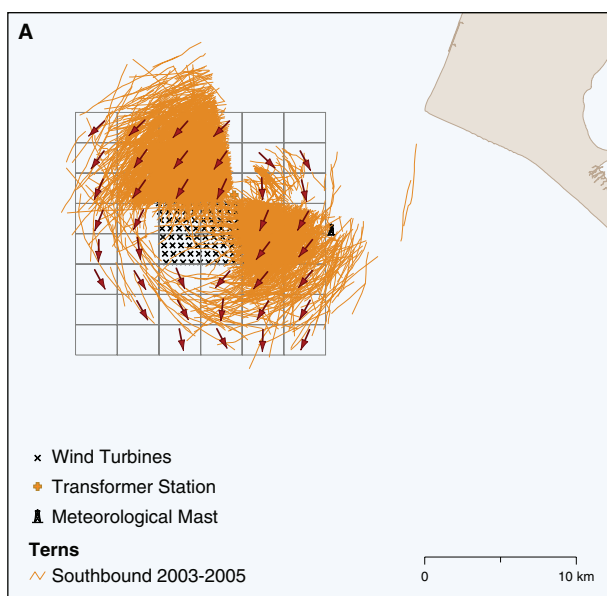 A
Wind Turbines
Transformer Station
Meteorological Mast
Terns
Southbound 2003-2005
0 10 km